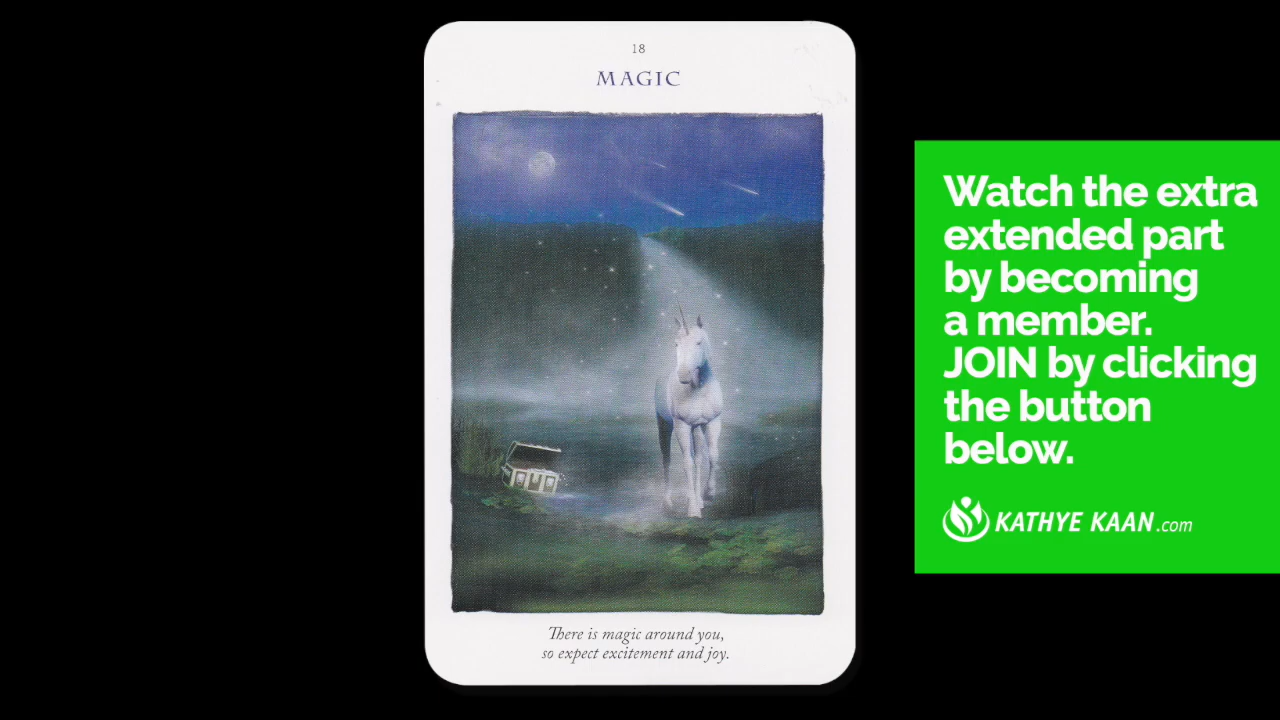 18
MAGIC
There is magic around you,
so expect excitement and joy.
Watch the extra
extended part
by becoming
a member.
JOIN by clicking
the button
below.
KATHYE KAAN.com